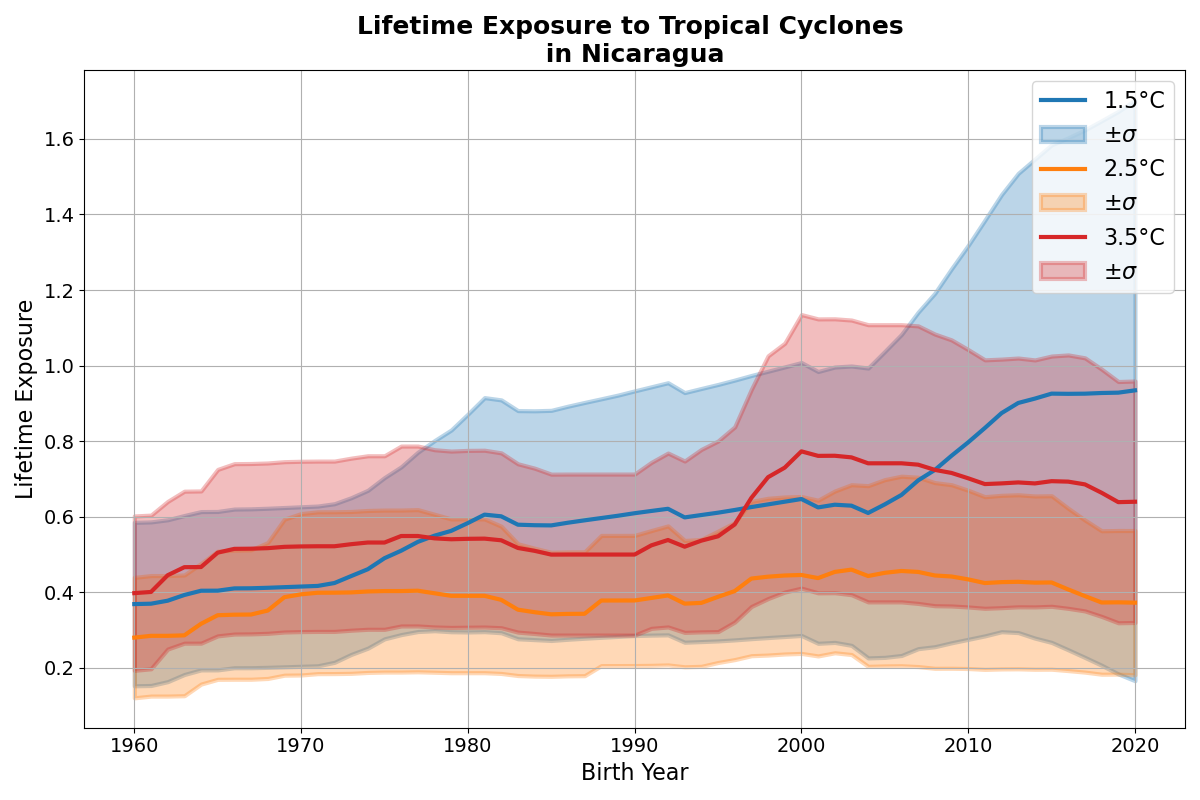 Lifetime Exposure to Tropical Cyclones
in Nicaragua
1.5°C
±σ
2.5°C
±σ
3.5°C
±σ
Lifetime Exposure
1.6
1.4
1.2
1.0
0.8
0.6
0.4
0.2
1960 1970 1980 1990 2000 2010 2020
Birth Year